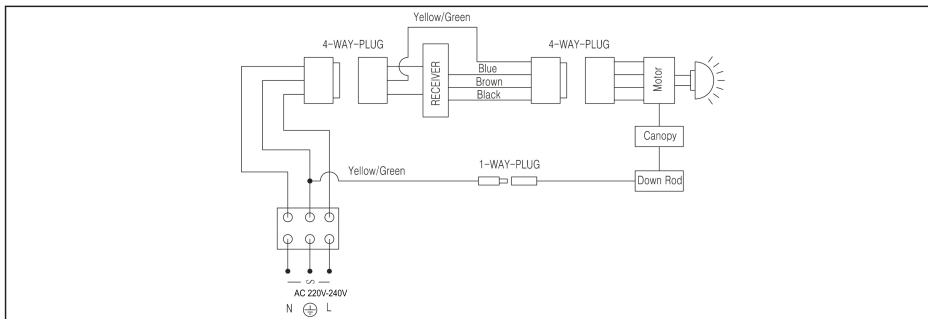 Yellow/Green
4-WAY-PLUG
4-WAY-PLUG
RECEIVER
Blue
Brown
Black
Motor
Canopy
Yellow/Green
1-WAY-PLUG
Down Rod
AC 220V-240V
N L